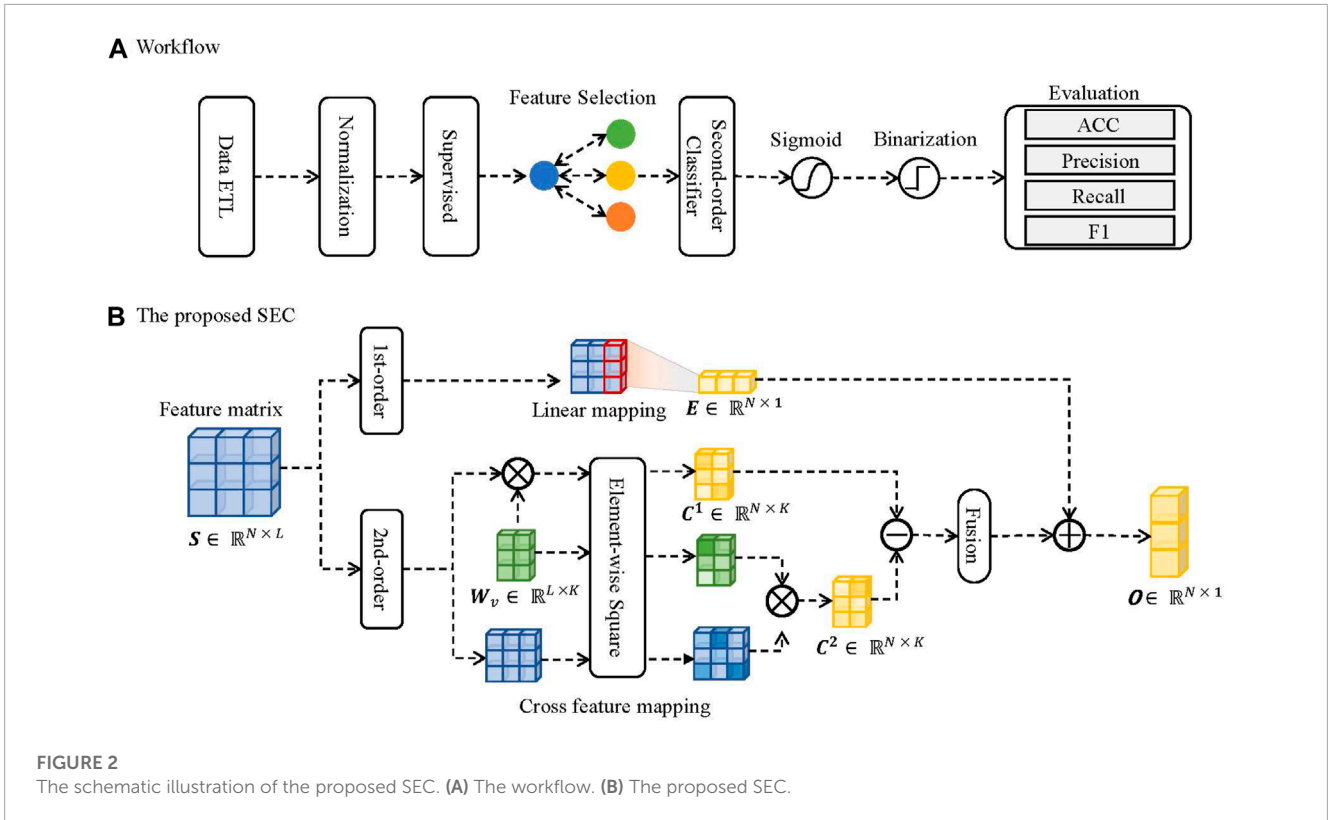 A Workflow
Data ETL
Normalization
Supervised
Feature Selection
Second-order
Classifier
Sigmoid
Binarization
Evaluation
ACC
Precision
Recall
F1
B The proposed SEC
Feature matrix
S ∈ ℝ^{N × L}
1st-order
2nd-order
Linear mapping
E ∈ ℝ^{N × 1}
W_v ∈ ℝ^{L × K}
Element-wise Square
C^1 ∈ ℝ^{N × K}
C^2 ∈ ℝ^{N × K}
Fusion
O ∈ ℝ^{N × 1}
Cross feature mapping
FIGURE 2
The schematic illustration of the proposed SEC. (A) The workflow. (B) The proposed SEC.